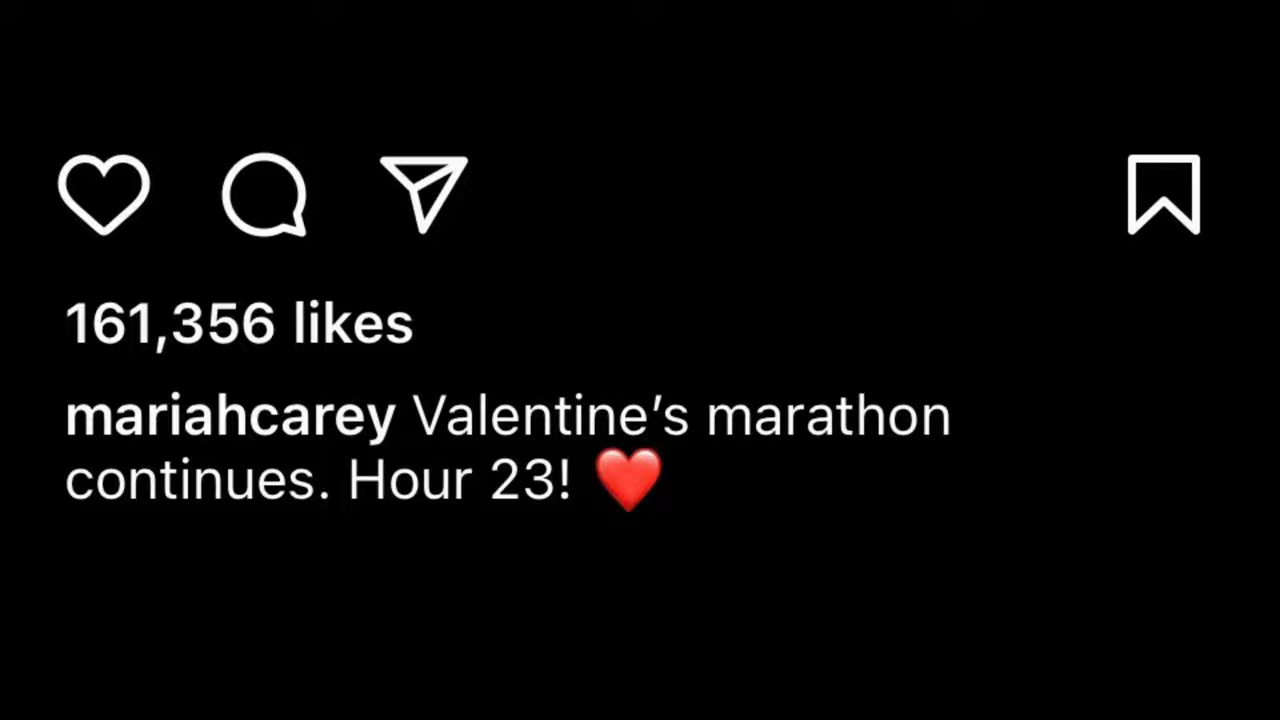 161,356 likes
mariahcarey Valentine’s marathon
continues. Hour 23! ❤️